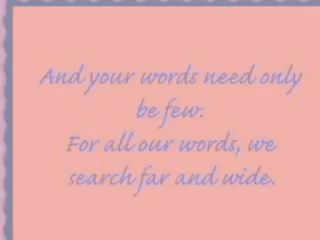 And your words need only
be few.
For all our words, we
search far and wide.